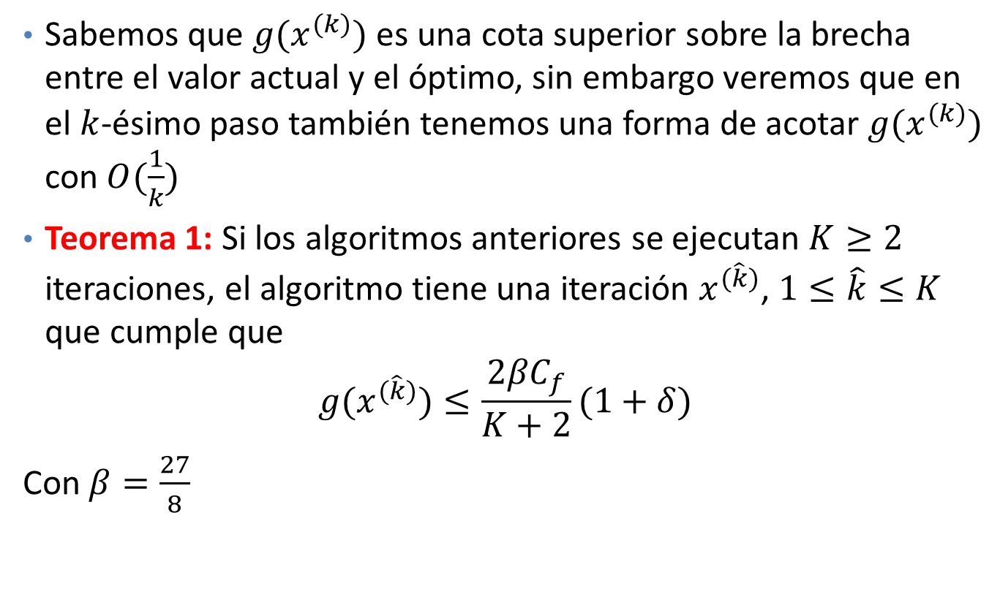 • Sabemos que $g(x^{(k)})$ es una cota superior sobre la brecha
entre el valor actual y el óptimo, sin embargo veremos que en
el $k$-ésimo paso también tenemos una forma de acotar $g(x^{(k)})$
con $O(\frac{1}{k})$
• Teorema 1: Si los algoritmos anteriores se ejecutan $K \geq 2$
iteraciones, el algoritmo tiene una iteración $x^{(\hat{k})}, 1 \leq \hat{k} \leq K$
que cumple que
$g(x^{(\hat{k})}) \leq \frac{2\beta C_f}{K+2}(1+\delta)$
Con $\beta = \frac{27}{8}$